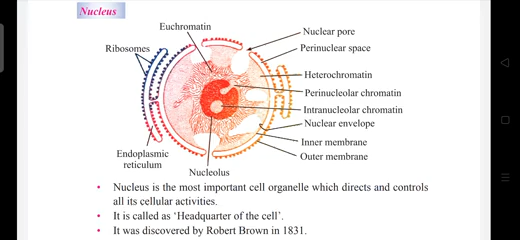 Nucleus
Euchromatin
Nuclear pore
Ribosomes
Perinuclear space
Heterochromatin
Perinucleolar chromatin
Intranucleolar chromatin
Nuclear envelope
Inner membrane
Outer membrane
Endoplasmic
reticulum
Nucleolus
• Nucleus is the most important cell organelle which directs and controls
all its cellular activities.
• It is called as ‘Headquarter of the cell’.
• It was discovered by Robert Brown in 1831.